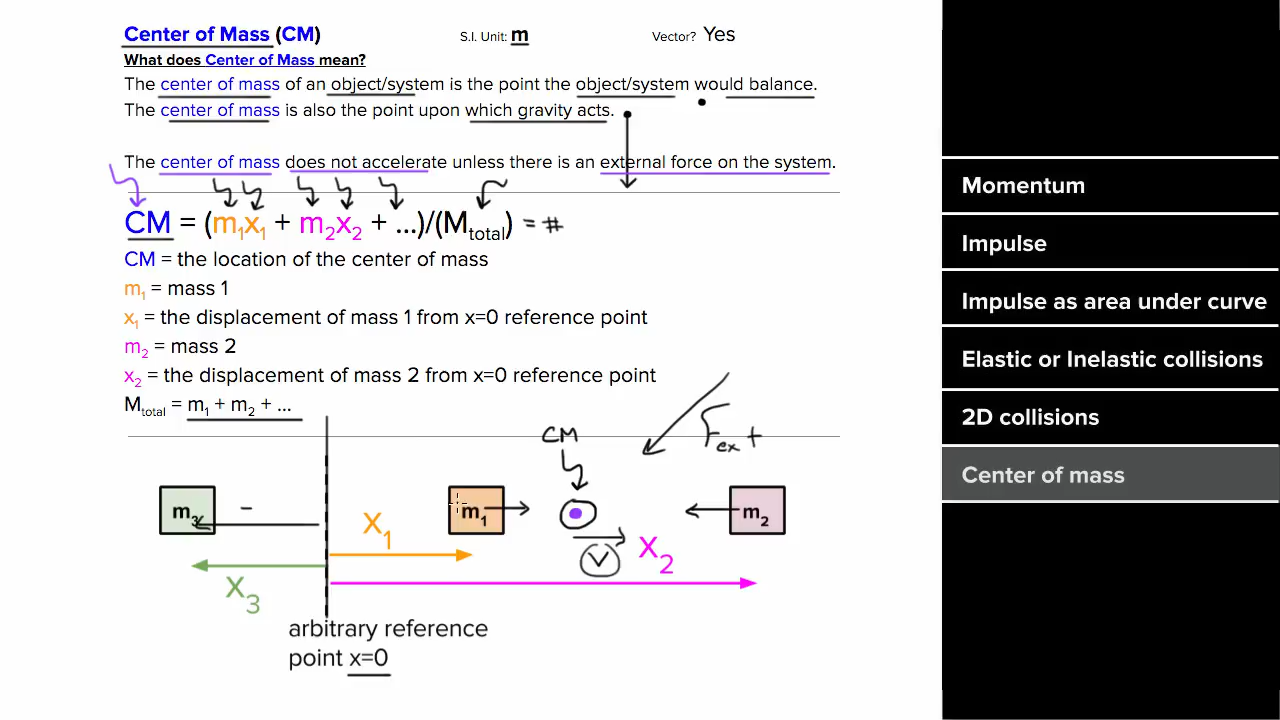 Center of Mass (CM) S.I. Unit: m Vector? Yes
What does Center of Mass mean?
The center of mass of an object/system is the point the object/system would balance.
The center of mass is also the point upon which gravity acts.
The center of mass does not accelerate unless there is an external force on the system.
CM = (m₁x₁ + m₂x₂ + ...)/(M total) = #
CM = the location of the center of mass
m₁ = mass 1
x₁ = the displacement of mass 1 from x=0 reference point
m₂ = mass 2
x₂ = the displacement of mass 2 from x=0 reference point
M total = m₁ + m₂ + ...
CM
F ext
m₃ - m₁ m₂
x₁ V x₂
x₃
arbitrary reference
point x=0
Momentum
Impulse
Impulse as area under curve
Elastic or Inelastic collisions
2D collisions
Center of mass